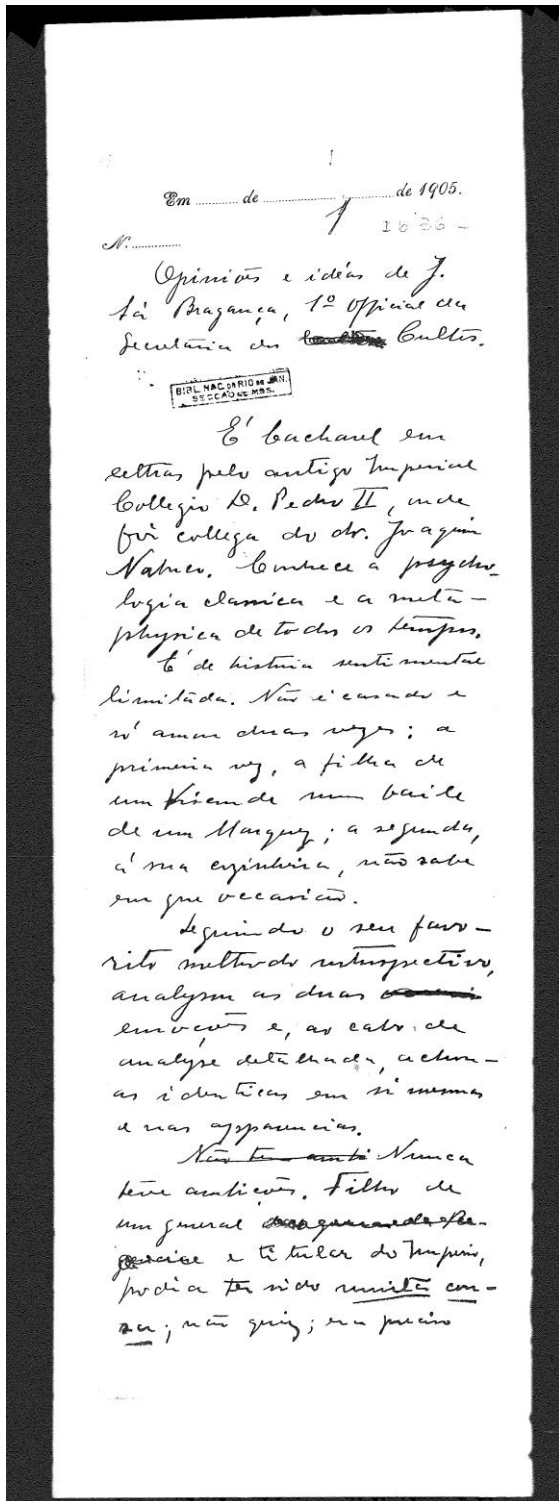 1
Em ........ de ........................ de 1905.
1
1636
N. ............
Opiniões e idéas de J.
Sá Bragança, 1º Official da
Secretaria dos Cultos.
BIBL. NAC. DO RIO DE JAN.
SECÇÃO DE MSS.
É bacharel em
lettras pelo antigo Imperial
Collegio D. Pedro II, onde
foi collega do dr. Joaquim
Nabuco. Conhece a psycho-
logia classica e a meta-
physica de todos os tempos.
É de historia sentimental
limitada. Não é casado e
só amou duas vezes; a
primeira vez, a filha de
um Visconde num baile
de um Marquez; a segunda,
á sua cozinheira, não sabe
em que occasião.
Seguindo o seu favo-
rito methodo introspectivo,
analysou as duas
emoções e, ao cabo de
analyse detalhada, achou-
as identicas em si mesmas
e nas apparencias.
Não tem ambi Nunca
teve ambições. Filho de
um general
e titular do Imperio,
podia ter sido muita cou-
sa; não quiz; era preciso